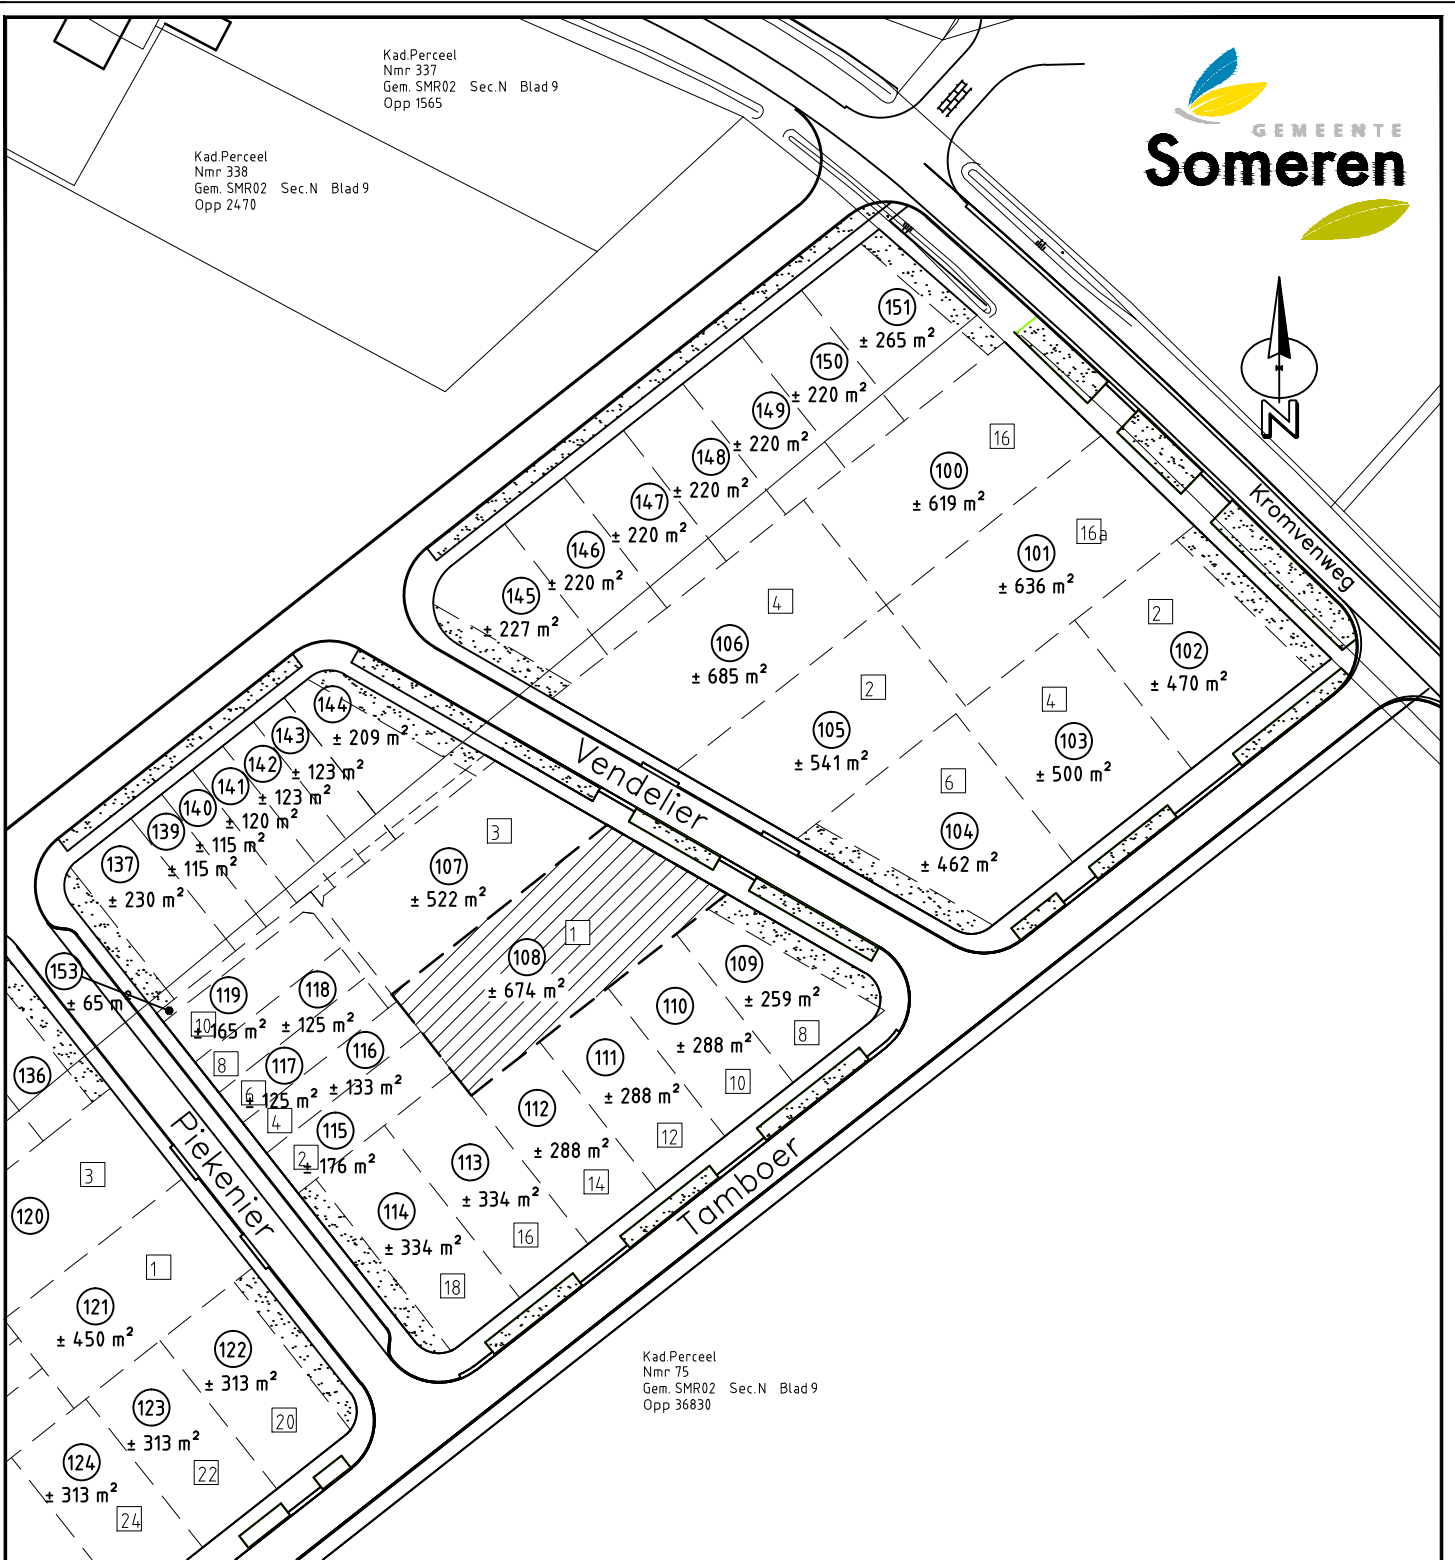 Kad.Perceel
Nmr 337
Gem. SMR02 Sec.N Blad 9
Opp 1565
Kad.Perceel
Nmr 338
Gem. SMR02 Sec.N Blad 9
Opp 2470
GEMEENTE
Someren
N
Kromvenweg
151
± 265 m²
150
± 220 m²
149
± 220 m²
148
± 220 m²
147
± 220 m²
146
± 220 m²
145
± 227 m²
16
100
± 619 m²
16a
101
± 636 m²
4
106
± 685 m²
2
102
± 470 m²
2
105
± 541 m²
4
103
± 500 m²
6
104
± 462 m²
Vendelier
144
± 209 m²
143
± 123 m²
142
± 123 m²
141
± 120 m²
140
± 115 m²
139
± 115 m²
137
± 230 m²
3
107
± 522 m²
1
108
± 674 m²
109
± 259 m²
8
110
± 288 m²
10
111
± 288 m²
12
112
± 288 m²
14
113
± 334 m²
16
114
± 334 m²
18
153
± 65 m²
119
± 165 m²
10
118
± 125 m²
8
117
± 125 m²
6
116
± 133 m²
4
115
± 176 m²
2
Piekenier
Tamboer
136
3
120
1
121
± 450 m²
122
± 313 m²
20
123
± 313 m²
22
124
± 313 m²
24
Kad.Perceel
Nmr 75
Gem. SMR02 Sec.N Blad 9
Opp 36830